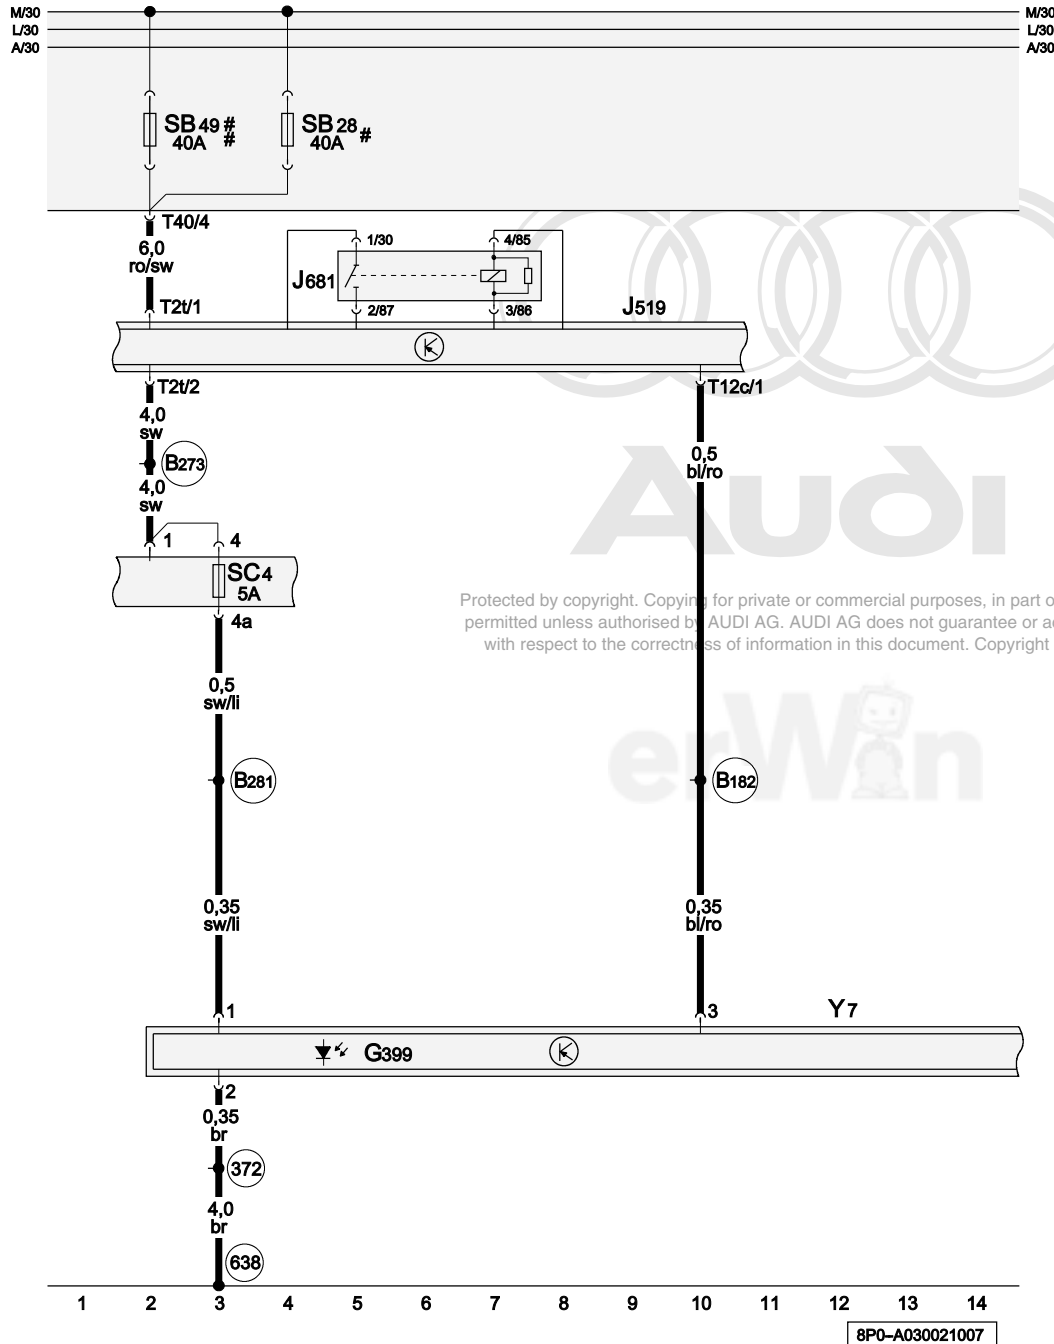 M/30 M/30
L/30 L/30
A/30 A/30
SB49 # SB28 #
40A # 40A
T40/4
6,0
ro/sw
1/30 4/85
J681
T2t/1 2/87 3/86 J519
T2t/2 T12c/1
4,0
sw
B273
0,5
bl/ro
4,0
sw
Audi
1 4
SC4
5A
4a
Protected by copyright. Copying for private or commercial purposes, in part o
permitted unless authorised by AUDI AG. AUDI AG does not guarantee or a
with respect to the correctness of information in this document. Copyright
0,5
sw/li
erWin
B281 B182
0,35 0,35
sw/li bl/ro
1 3 Y7
G399
2
0,35
br
372
4,0
br
638
1 2 3 4 5 6 7 8 9 10 11 12 13 14
8P0-A030021007